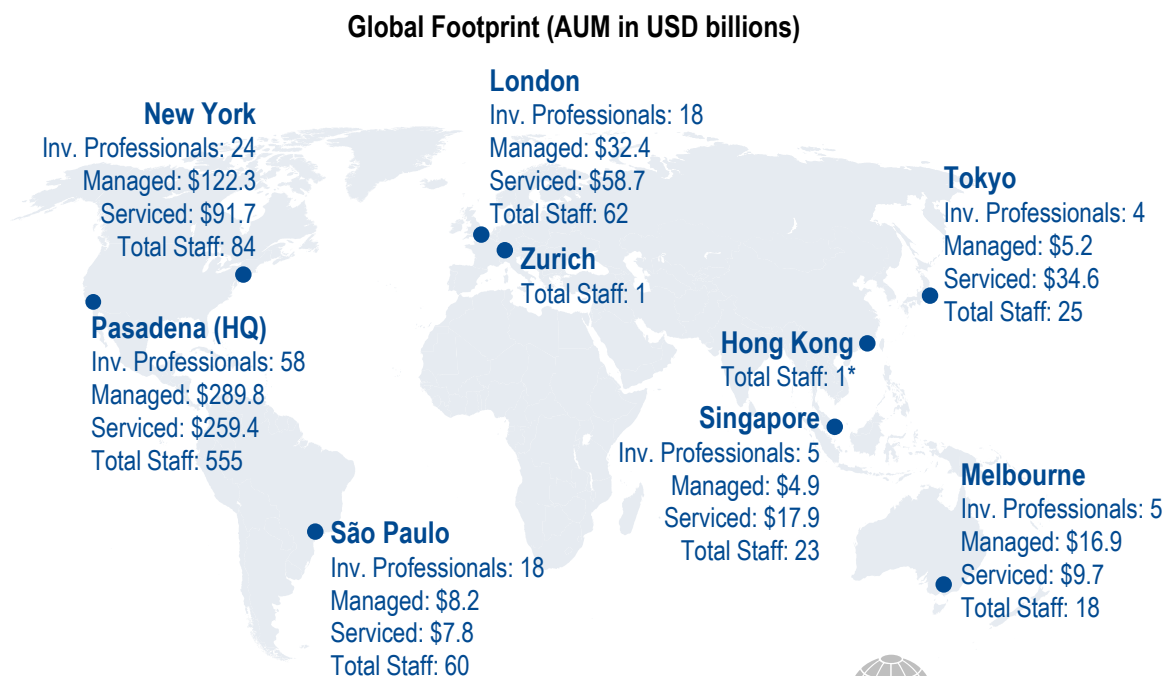 Global Footprint (AUM in USD billions)
London
Inv. Professionals: 18
Managed: $32.4
Serviced: $58.7
Total Staff: 62
New York
Inv. Professionals: 24
Managed: $122.3
Serviced: $91.7
Total Staff: 84
Tokyo
Inv. Professionals: 4
Managed: $5.2
Serviced: $34.6
Total Staff: 25
Zurich
Total Staff: 1
Pasadena (HQ)
Inv. Professionals: 58
Managed: $289.8
Serviced: $259.4
Total Staff: 555
Hong Kong
Total Staff: 1*
Singapore
Inv. Professionals: 5
Managed: $4.9
Serviced: $17.9
Total Staff: 23
Melbourne
Inv. Professionals: 5
Managed: $16.9
Serviced: $9.7
Total Staff: 18
São Paulo
Inv. Professionals: 18
Managed: $8.2
Serviced: $7.8
Total Staff: 60